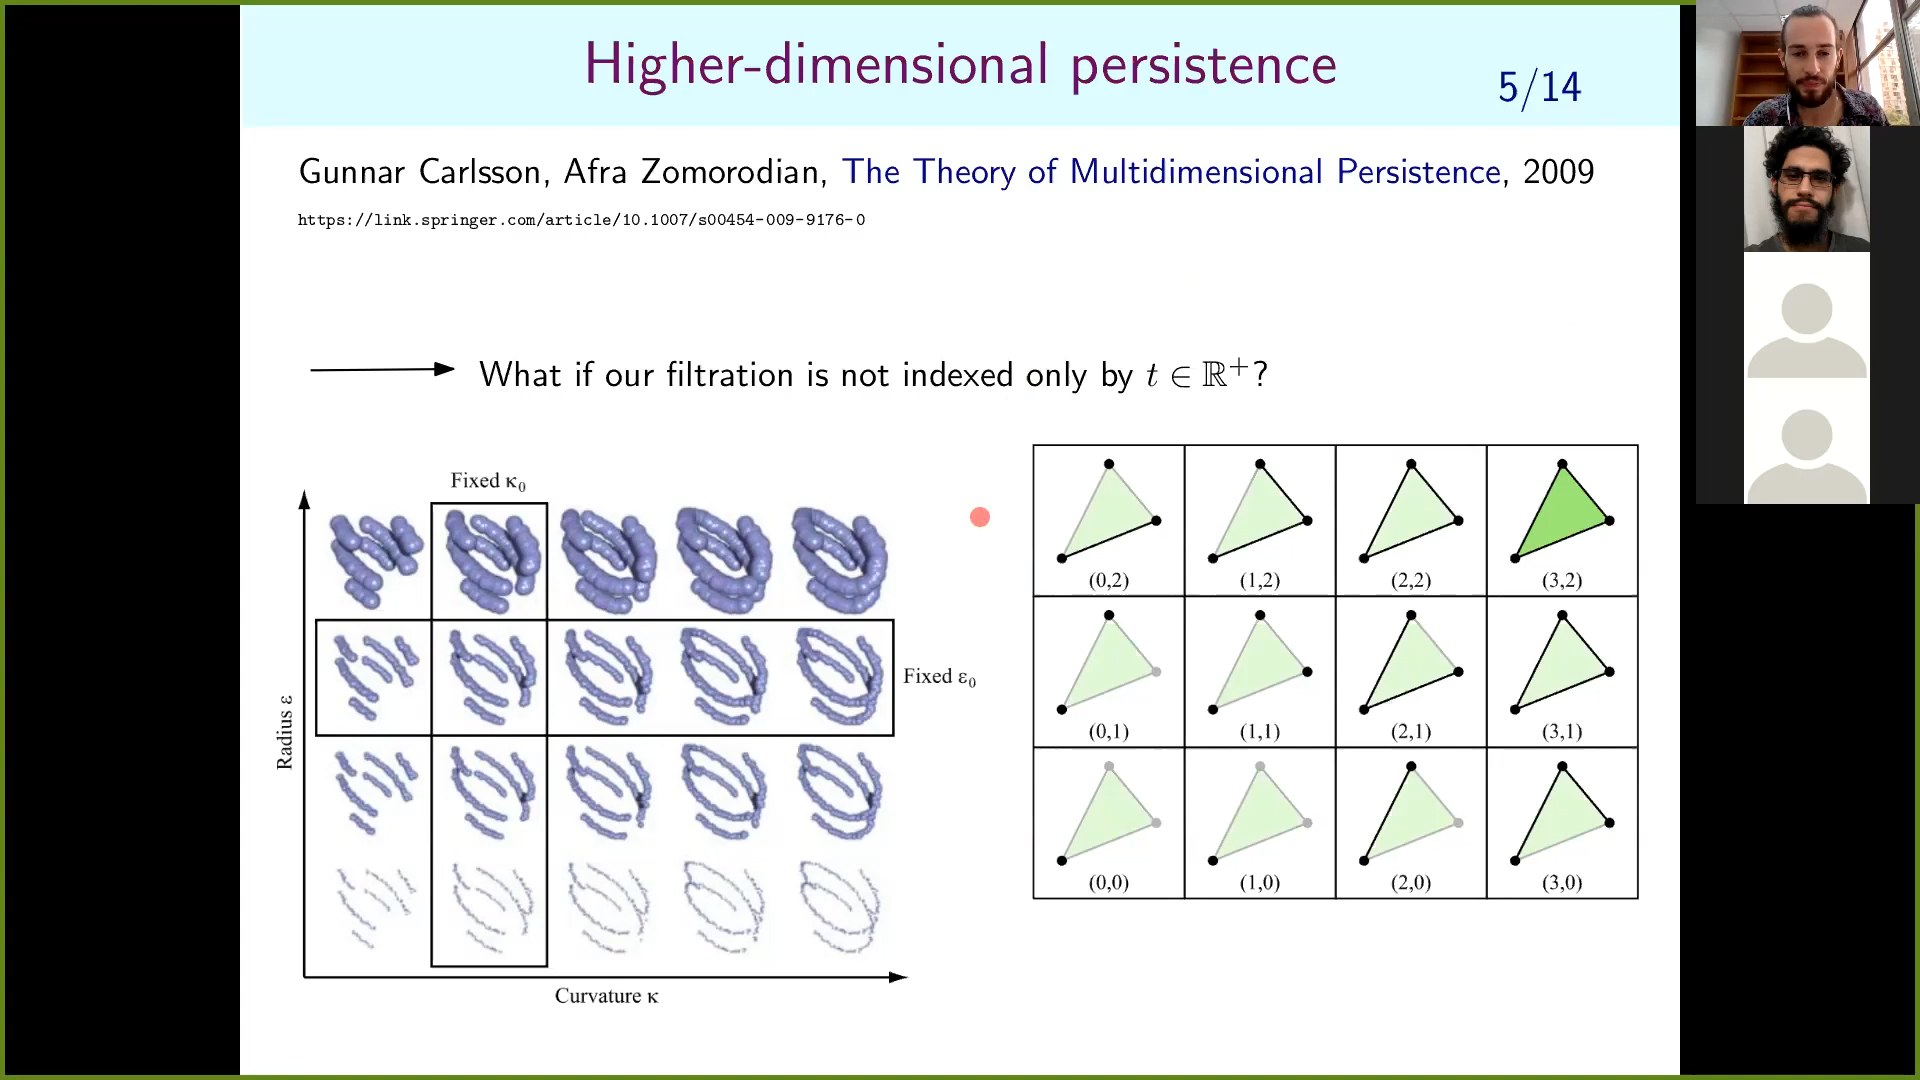 Higher-dimensional persistence
5/14
Gunnar Carlsson, Afra Zomorodian, The Theory of Multidimensional Persistence, 2009
https://link.springer.com/article/10.1007/s00454-009-9176-0
What if our filtration is not indexed only by t ∈ ℝ⁺?
Fixed κ₀
Fixed ε₀
Radius ε
Curvature κ
(0,2) (1,2) (2,2) (3,2)
(0,1) (1,1) (2,1) (3,1)
(0,0) (1,0) (2,0) (3,0)